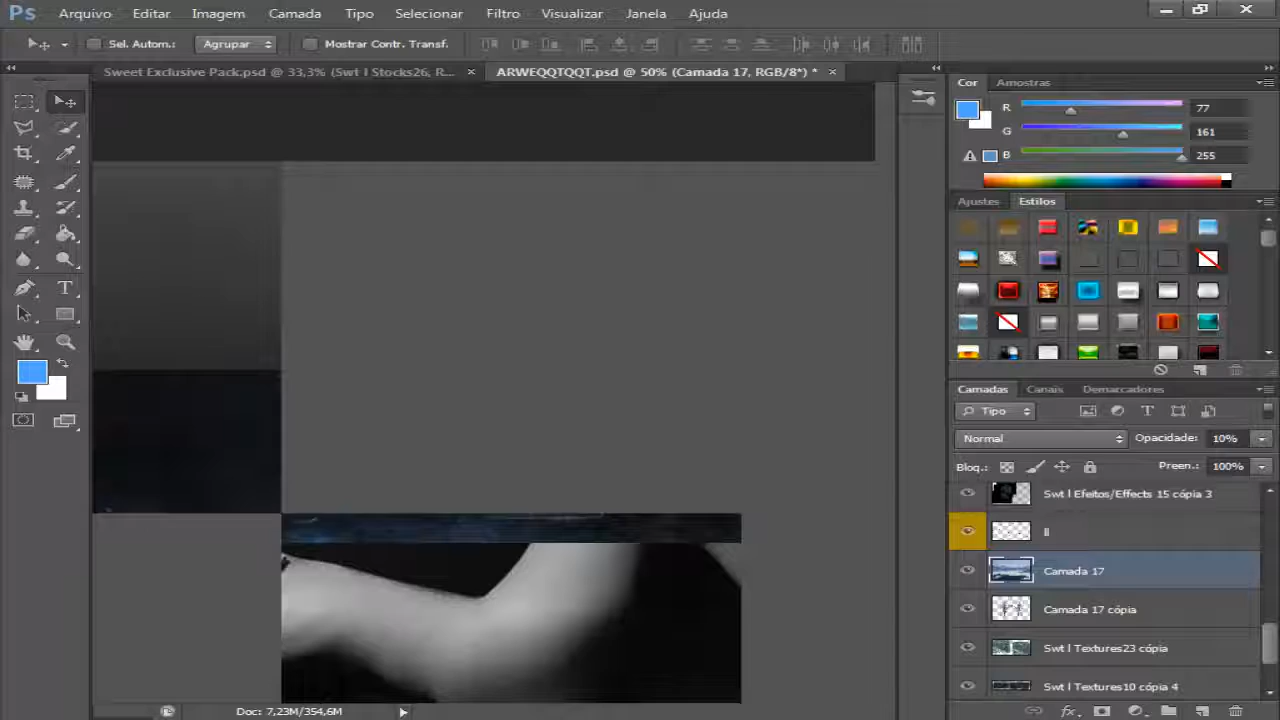 Ps Arquivo Editar Imagem Camada Tipo Selecionar Filtro Visualizar Janela Ajuda
Sel. Autom.: Agrupar Mostrar Contr. Transf.
Sweet Exclusive Pack.psd @ 33,3% (Swt l Stocks26, R... × ARWEQQTQQT.psd @ 50% (Camada 17, RGB/8*) * ×
Cor Amostras
R 77
G 161
B 255
Ajustes Estilos
Camadas Canais Demarcadores
Tipo
Normal Opacidade: 10%
Bloq.: Preen.: 100%
Swt l Efeitos/Effects 15 cópia 3
ll
Camada 17
Camada 17 cópia
Swt l Textures23 cópia
Swt l Textures10 cópia 4
Doc: 7,23M/354,6M